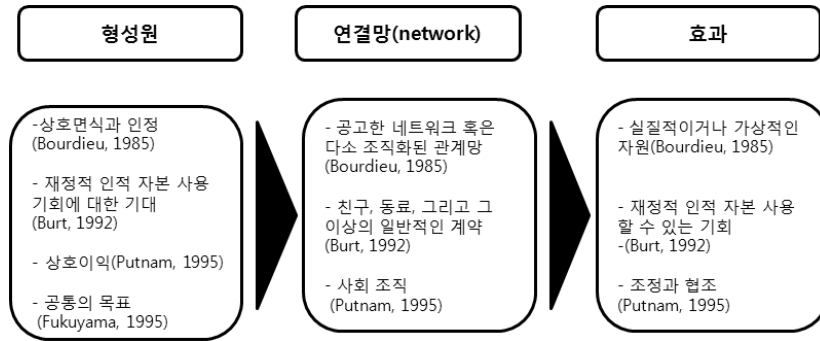 형성원
연결망(network)
효과
-상호면식과 인정
(Bourdieu, 1985)
- 재정적 인적 자본 사용
기회에 대한 기대
(Burt, 1992)
- 상호이익(Putnam, 1995)
- 공통의 목표
(Fukuyama, 1995)
- 공고한 네트워크 혹은
다소 조직화된 관계망
(Bourdieu, 1985)
- 친구, 동료, 그리고 그
이상의 일반적인 계약
(Burt, 1992)
- 사회 조직
(Putnam, 1995)
- 실질적이거나 가상적인
자원(Bourdieu, 1985)
- 재정적 인적 자본 사용
할 수 있는 기회
-(Burt, 1992)
- 조정과 협조
(Putnam, 1995)